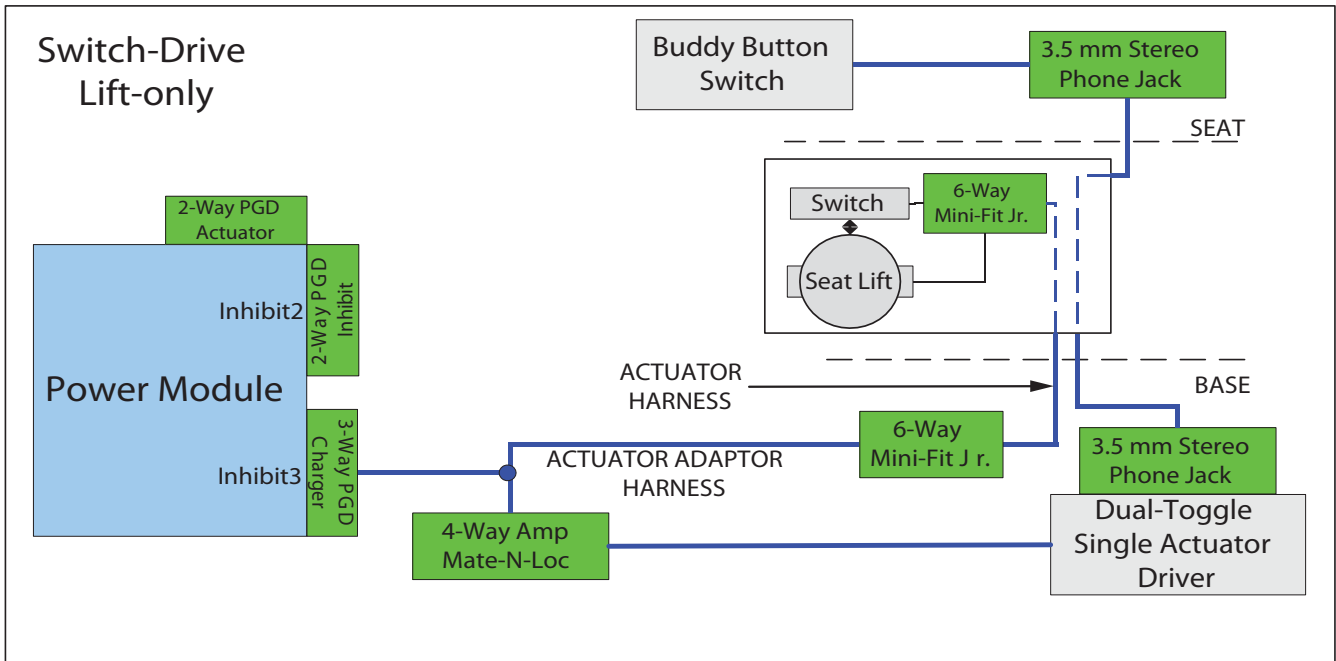 Switch-Drive
Lift-only
Buddy Button
Switch
3.5 mm Stereo
Phone Jack
SEAT
2-Way PGD
Actuator
Switch
6-Way
Mini-Fit Jr.
Seat Lift
Inhibit2
2-Way PGD
Inhibit
Power Module
ACTUATOR
HARNESS
BASE
Inhibit3
3-Way PGD
Charger
ACTUATOR ADAPTOR
HARNESS
6-Way
Mini-Fit J r.
3.5 mm Stereo
Phone Jack
4-Way Amp
Mate-N-Loc
Dual-Toggle
Single Actuator
Driver